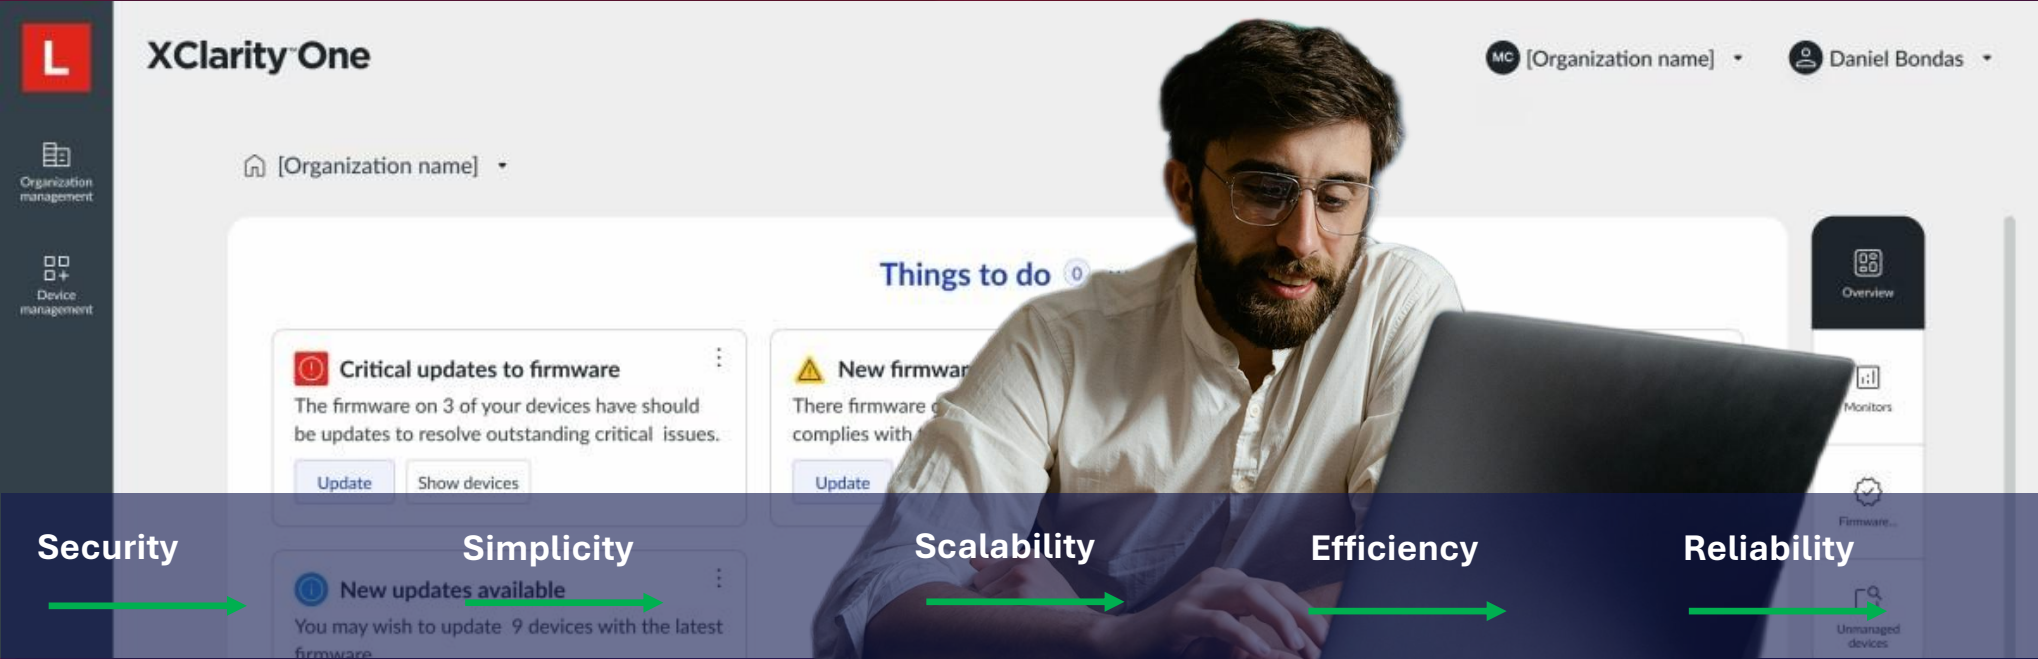 L
XClarity One
MC [Organization name]
Daniel Bondas
Organization
management
[Organization name]
Device
management
Things to do 0
Overview
Critical updates to firmware
The firmware on 3 of your devices have should
be updates to resolve outstanding critical issues.
Update Show devices
New firmwar
There firmware
complies with
Update
Monitors
Firmware...
Security
Simplicity
Scalability
Efficiency
Reliability
New updates available
You may wish to update 9 devices with the latest
firmware
Unmanaged
devices